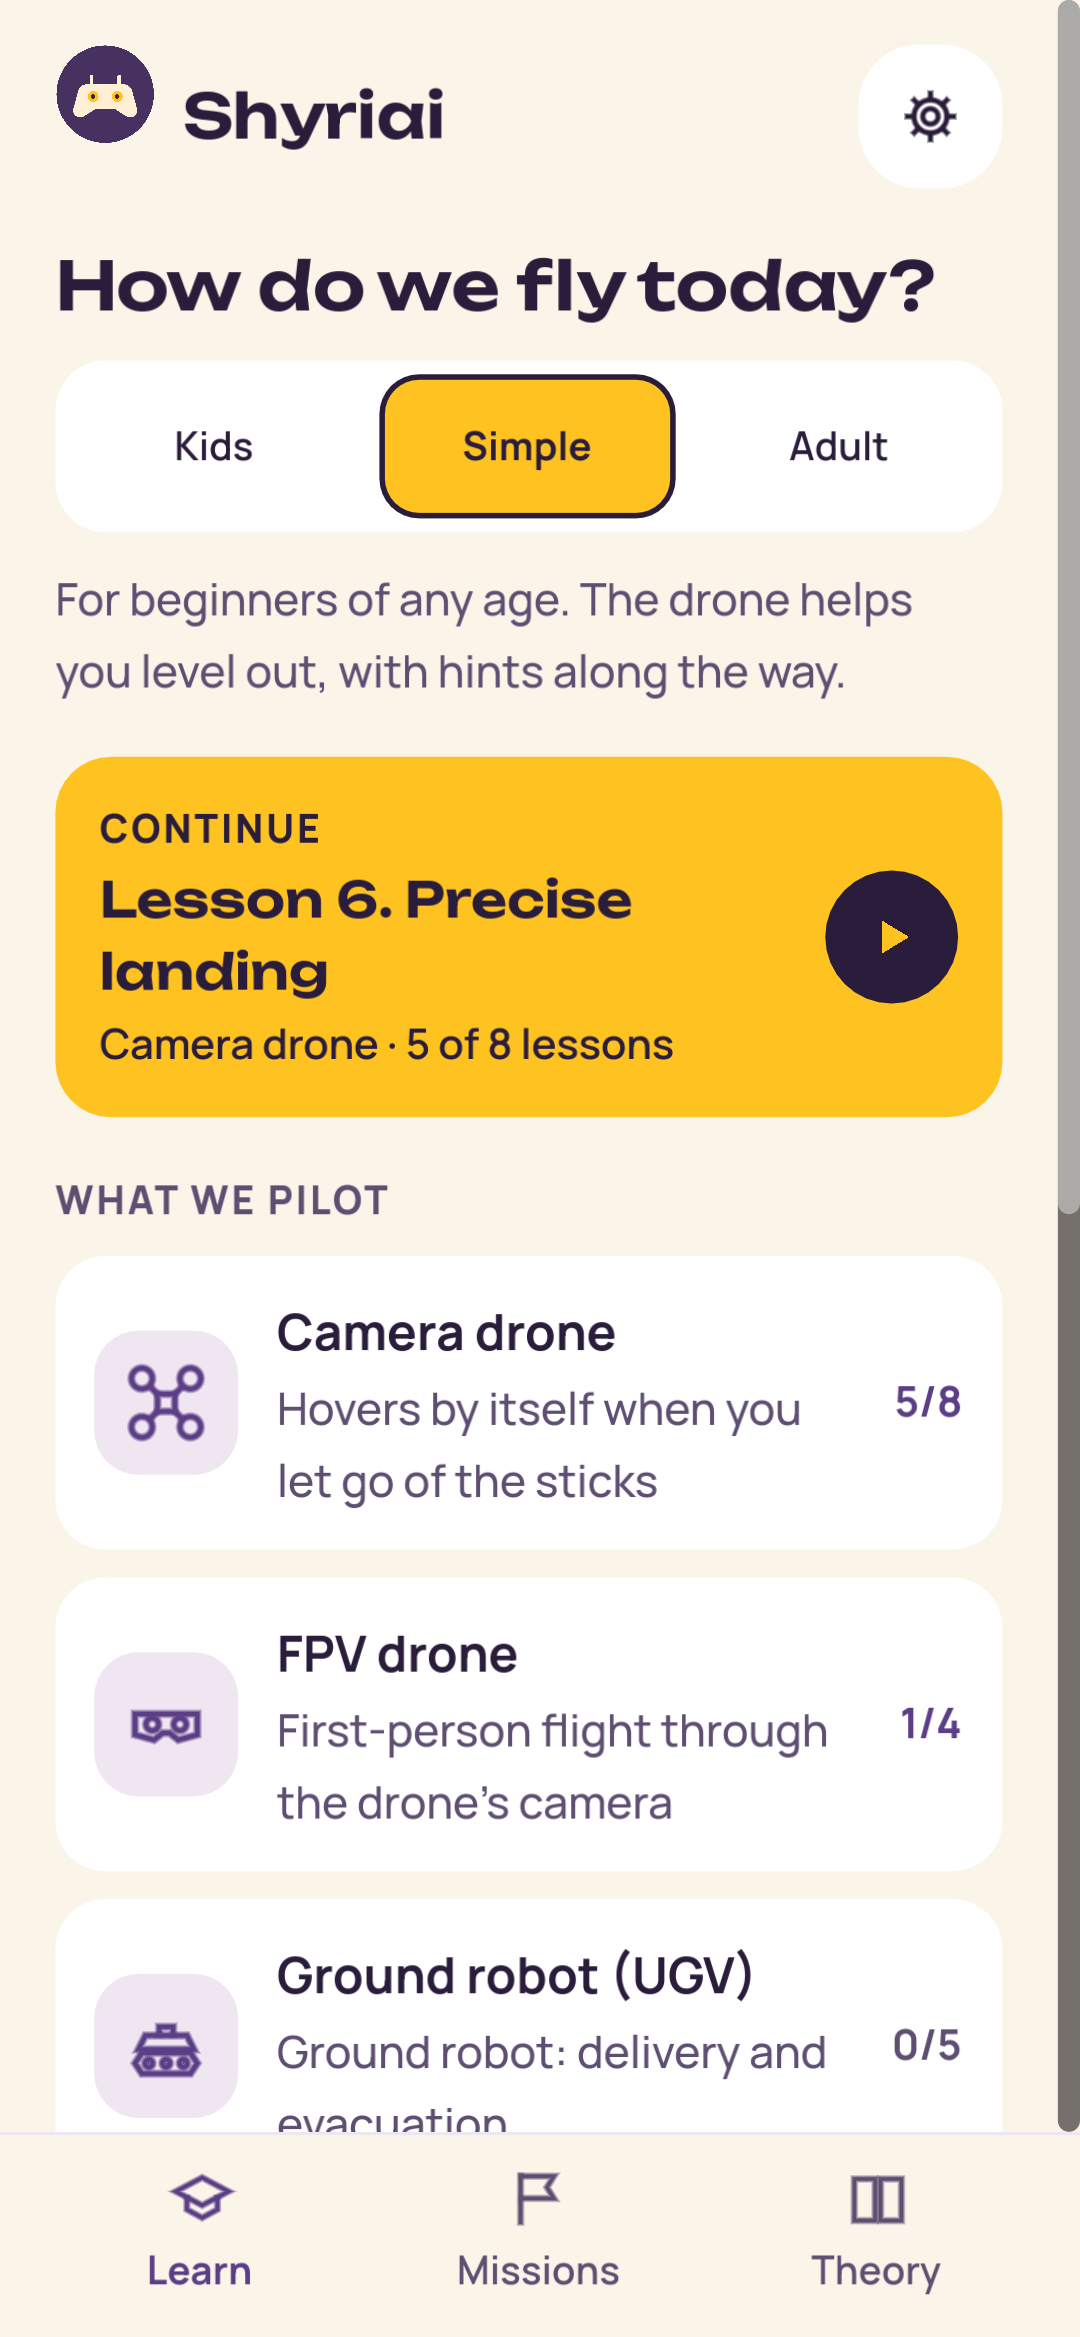 Shyriai
How do we fly today?
Kids
Simple
Adult
For beginners of any age. The drone helps
you level out, with hints along the way.
CONTINUE
Lesson 6. Precise
landing
Camera drone · 5 of 8 lessons
WHAT WE PILOT
Camera drone
Hovers by itself when you
let go of the sticks
5/8
FPV drone
First-person flight through
the drone’s camera
1/4
Ground robot (UGV)
Ground robot: delivery and
evacuation
0/5
Learn
Missions
Theory